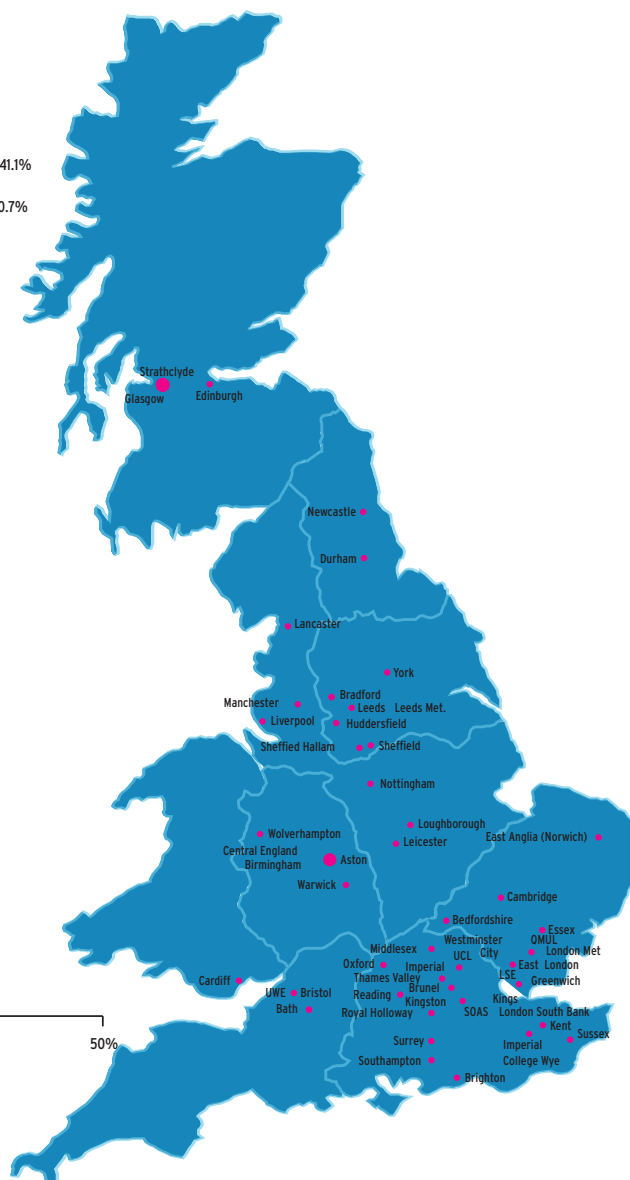 41.1%
0.7%
Strathclyde
Glasgow
Edinburgh
Newcastle
Durham
Lancaster
York
Bradford
Manchester
Leeds Leeds Met.
Liverpool
Huddersfield
Sheffied Hallam
Sheffield
Nottingham
Loughborough
East Anglia (Norwich)
Wolverhampton
Leicester
Central England
Birmingham
Aston
Warwick
Cambridge
Bedfordshire
Essex
Westminster
QMUL
Middlesex
UCL
City
London Met
Oxford
Imperial
East London
Thames Valley
LSE
Cardiff
Greenwich
Brunel
UWE
Bristol
Reading
Kingston
Kings
Bath
Royal Holloway
SOAS
London South Bank
Kent
Sussex
50%
Surrey
Imperial
College Wye
Southampton
Brighton